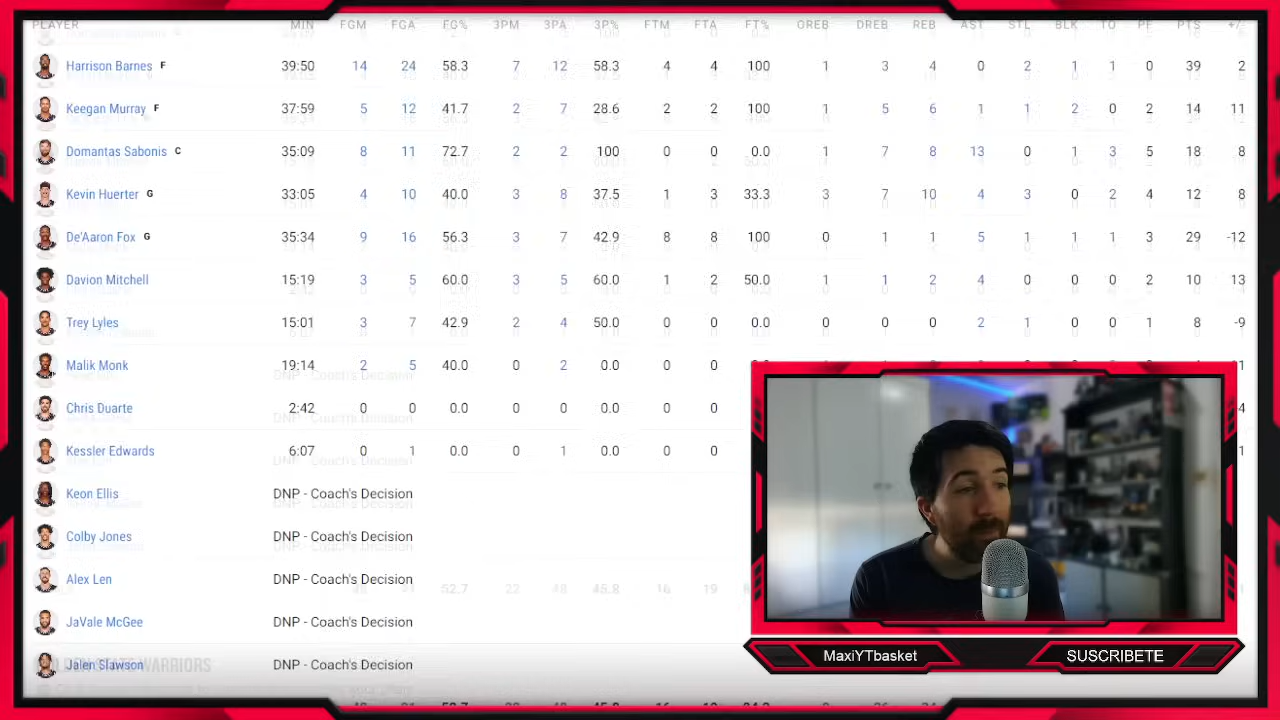 PLAYER MIN FGM FGA FG% 3PM 3PA 3P% FTM FTA FT% OREB DREB REB AST STL BLK TO PF PTS +/-
Harrison Barnes F 39:50 14 24 58.3 7 12 58.3 4 4 100 1 3 4 0 2 1 1 0 39 2
Keegan Murray F 37:59 5 12 41.7 2 7 28.6 2 2 100 1 5 6 1 1 2 0 2 14 11
Domantas Sabonis C 35:09 8 11 72.7 2 2 100 0 0 0.0 1 7 8 13 0 1 3 5 18 8
Kevin Huerter G 33:05 4 10 40.0 3 8 37.5 1 3 33.3 3 7 10 4 3 0 2 4 12 8
De'Aaron Fox G 35:34 9 16 56.3 3 7 42.9 8 8 100 0 1 1 5 1 1 1 3 29 -12
Davion Mitchell 15:19 3 5 60.0 3 5 60.0 1 2 50.0 1 1 2 4 0 0 0 2 10 13
Trey Lyles 15:01 3 7 42.9 2 4 50.0 0 0 0.0 0 0 0 2 1 0 0 1 8 -9
Malik Monk 19:14 2 5 40.0 0 2 0.0 0 0
Chris Duarte 2:42 0 0 0.0 0 0 0.0 0 0
Kessler Edwards 6:07 0 1 0.0 0 1 0.0 0 0
Keon Ellis DNP - Coach's Decision
Colby Jones DNP - Coach's Decision
Alex Len DNP - Coach's Decision
JaVale McGee DNP - Coach's Decision
Jalen Slawson DNP - Coach's Decision
MaxiYTbasket
SUSCRIBETE